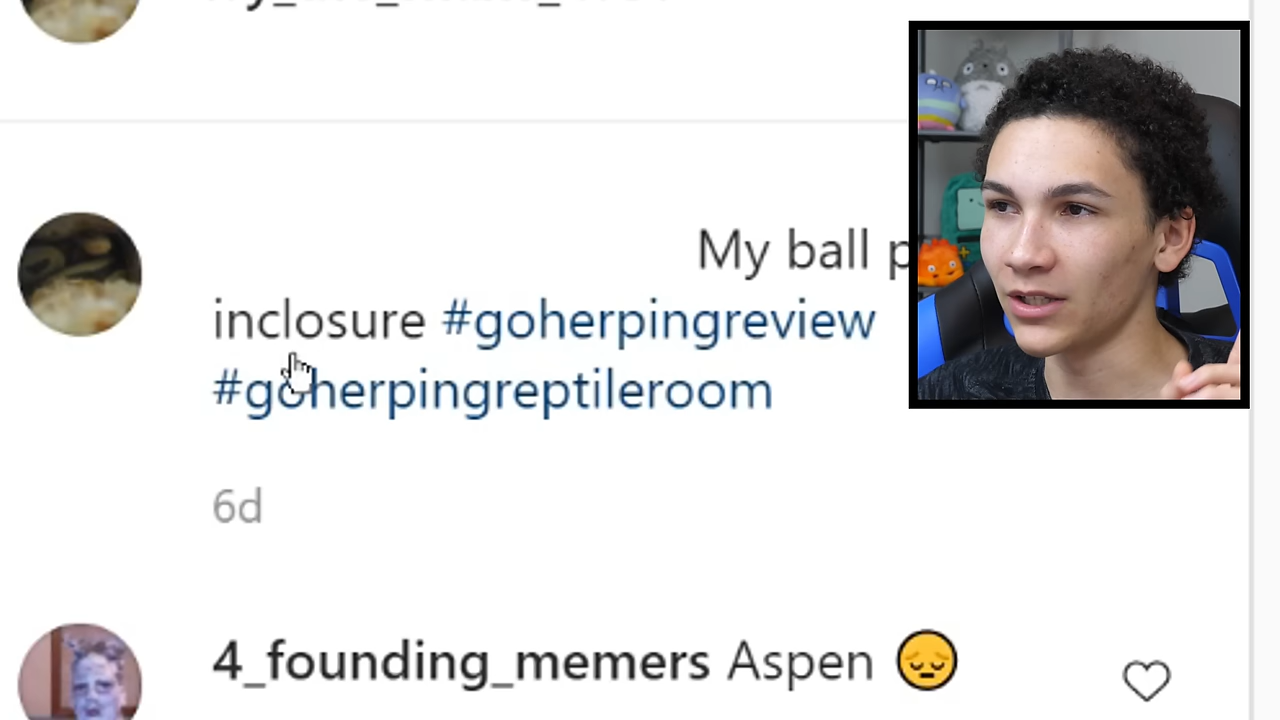 My ball
inclosure #goherpingreview
#goherpingreptileroom
6d
4_founding_memers Aspen 😔